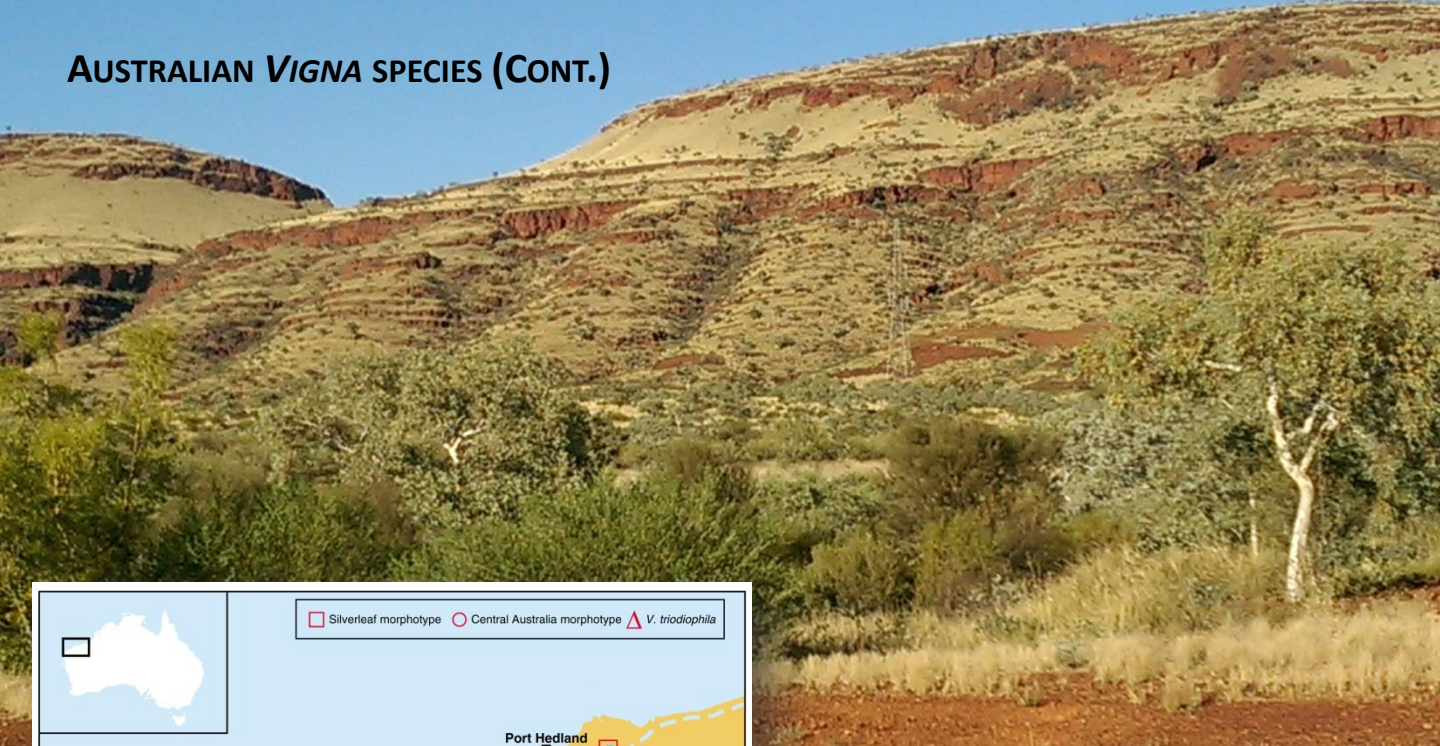 AUSTRALIAN VIGNA SPECIES (CONT.)
Silverleaf morphotype Central Australia morphotype V. triodiophila
Port Hedland